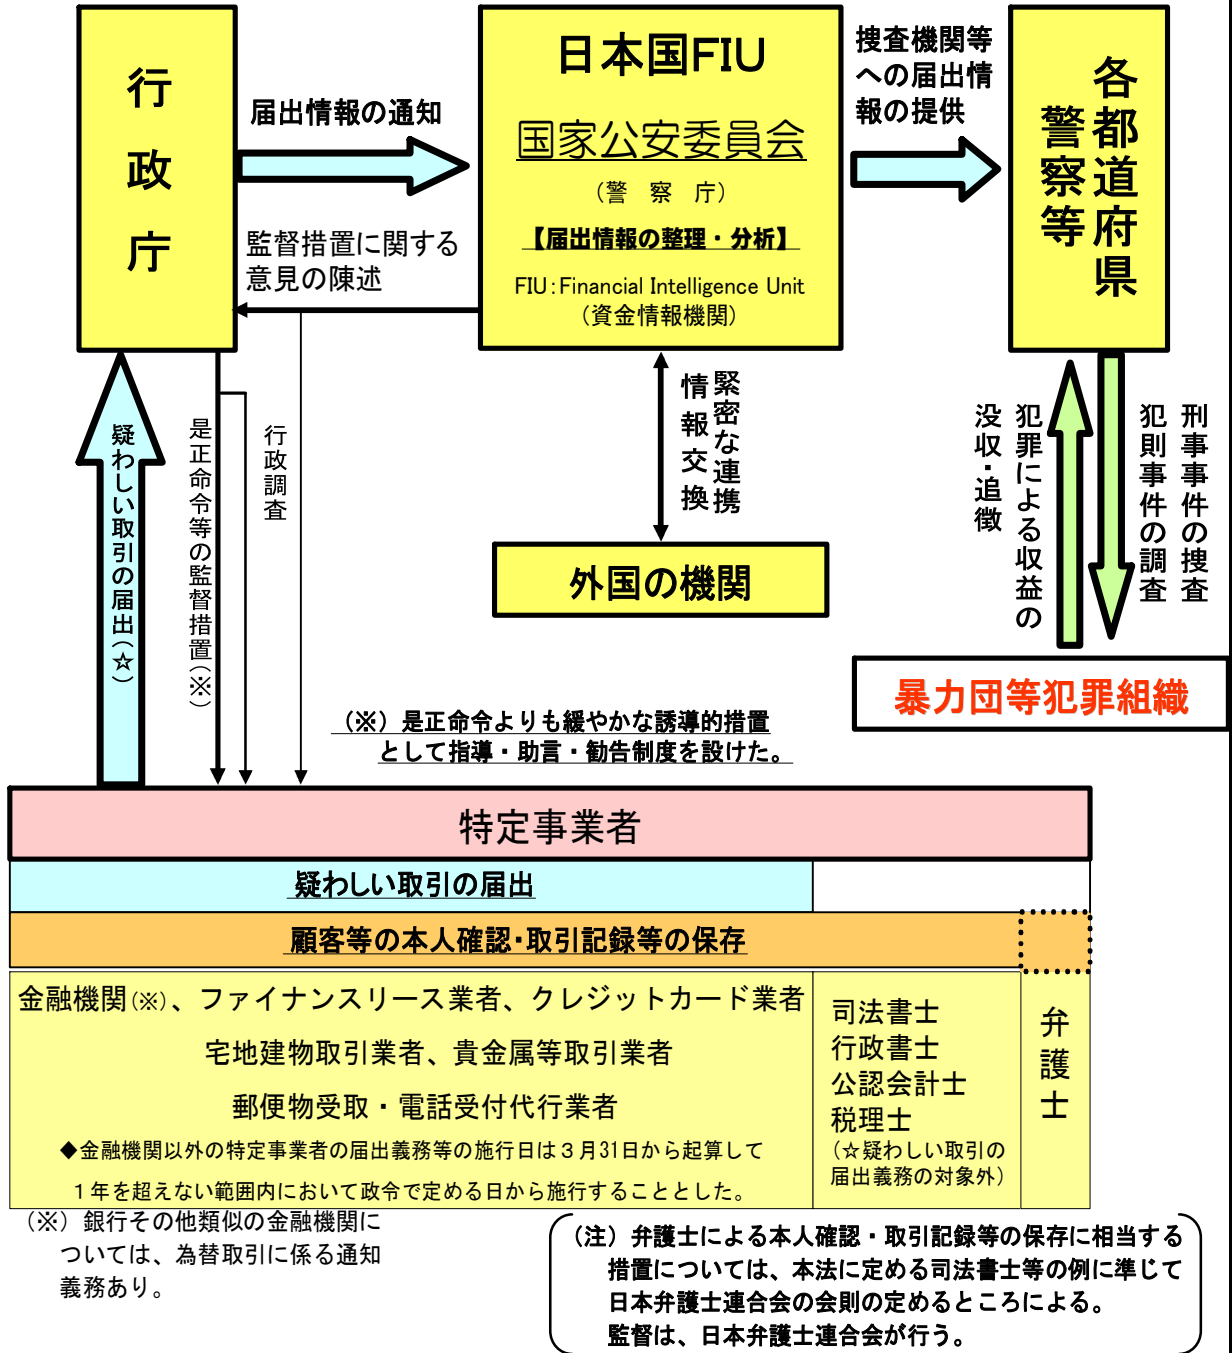 行政庁
届出情報の通知
監督措置に関する
意見の陳述
日本国FIU
国家公安委員会
（警 察 庁）
【届出情報の整理・分析】
FIU：Financial Intelligence Unit
（資金情報機関）
捜査機関等
への届出情
報の提供
各都道府県
警察等
疑わしい取引の届出（☆）
是正命令等の監督措置（※）
行政調査
緊密な連携
情報交換
外国の機関
犯罪による収益の
没収・追徴
刑事事件の捜査
犯則事件の調査
暴力団等犯罪組織
（※）是正命令よりも緩やかな誘導的措置
として指導・助言・勧告制度を設けた。
特定事業者
疑わしい取引の届出
顧客等の本人確認・取引記録等の保存
金融機関（※）、ファイナンスリース業者、クレジットカード業者
宅地建物取引業者、貴金属等取引業者
郵便物受取・電話受付代行業者
◆金融機関以外の特定事業者の届出義務等の施行日は３月31日から起算して
１年を超えない範囲内において政令で定める日から施行することとした。
司法書士
行政書士
公認会計士
税理士
（☆疑わしい取引の
届出義務の対象外）
弁護士
（※）銀行その他類似の金融機関に
ついては、為替取引に係る通知
義務あり。
（注）弁護士による本人確認・取引記録等の保存に相当する
措置については、本法に定める司法書士等の例に準じて
日本弁護士連合会の会則の定めるところによる。
監督は、日本弁護士連合会が行う。